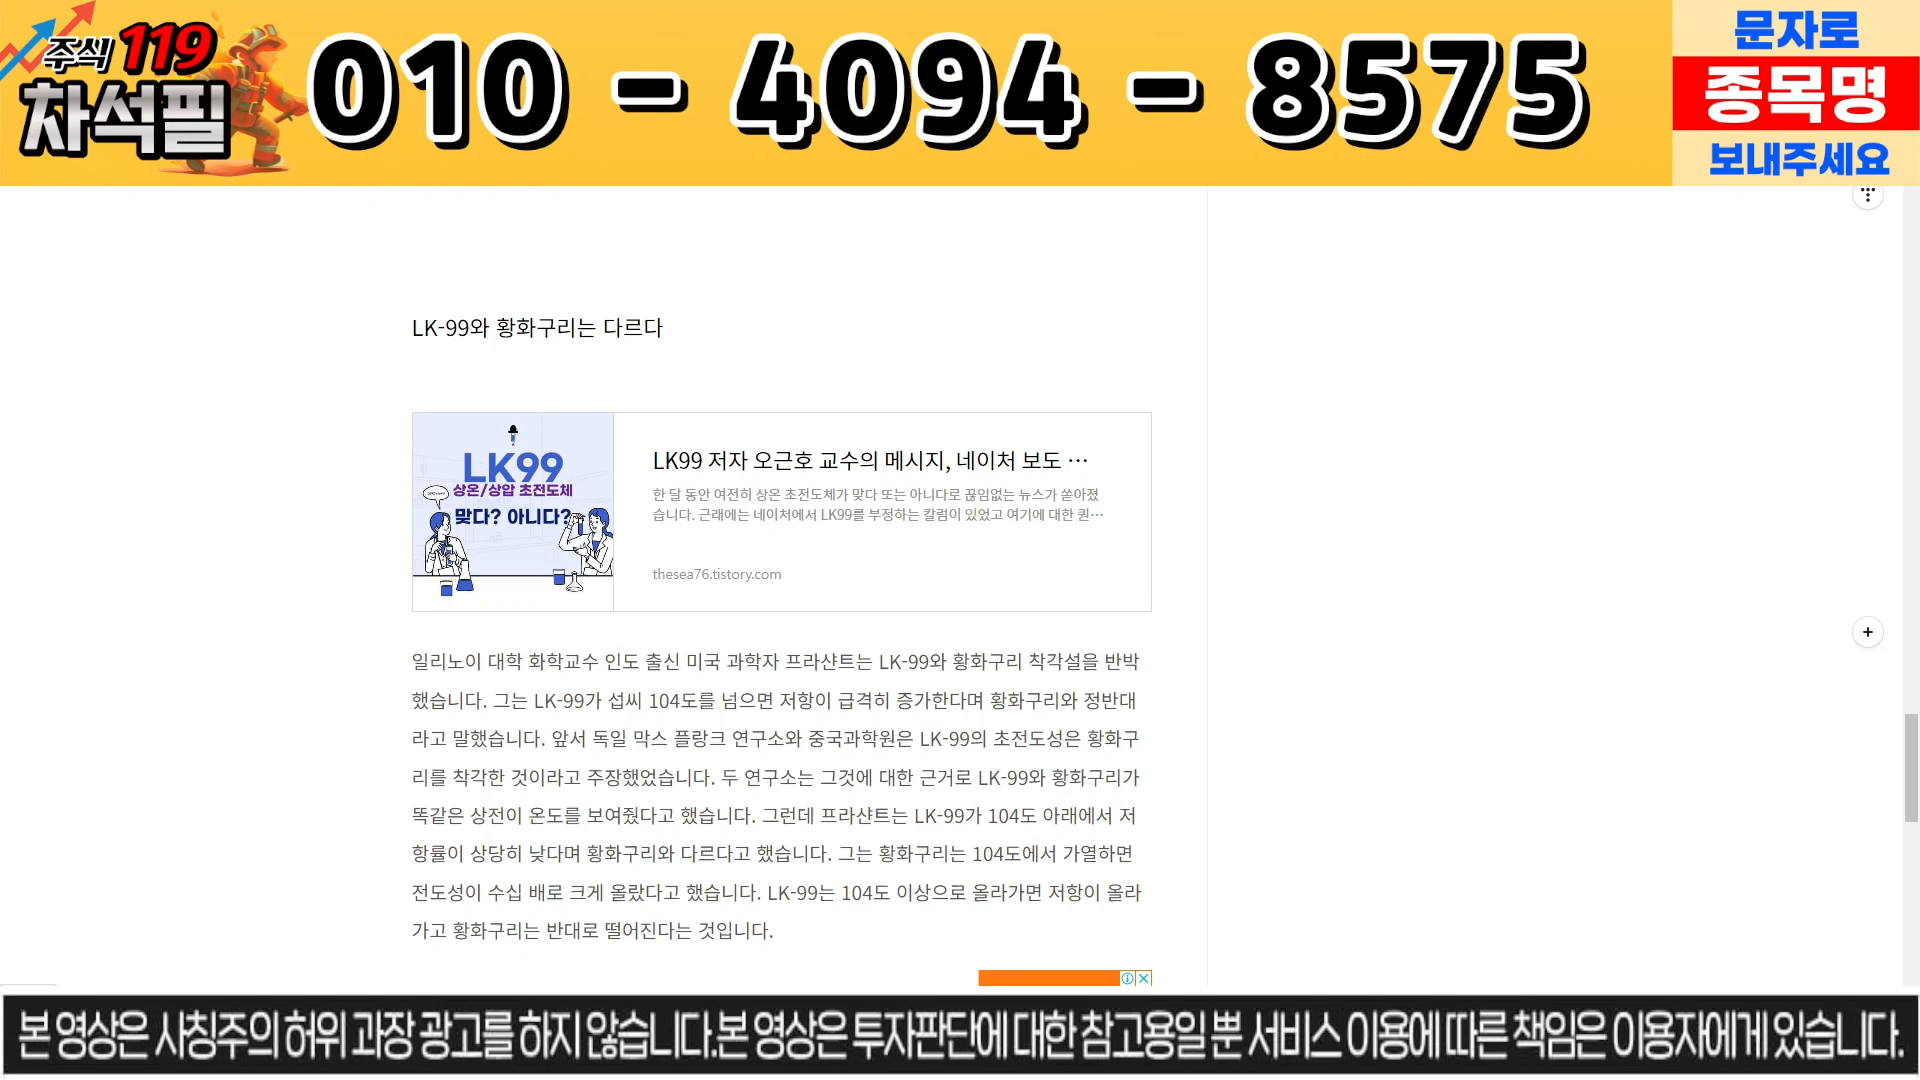 주식 119
차석필
010 - 4094 - 8575
문자로
종목명
보내주세요
LK-99와 황화구리는 다르다
LK99
상온/상압 초전도체
맞다? 아니다?
LK99 저자 오근호 교수의 메시지, 네이처 보도 …
한 달 동안 여전히 상온 초전도체가 맞다 또는 아니다로 끊임없는 뉴스가 쏟아졌
습니다. 근래에는 네이처에서 LK99를 부정하는 칼럼이 있었고 여기에 대한 퀀…
thesea76.tistory.com
일리노이 대학 화학교수 인도 출신 미국 과학자 프라샨트는 LK-99와 황화구리 착각설을 반박
했습니다. 그는 LK-99가 섭씨 104도를 넘으면 저항이 급격히 증가한다며 황화구리와 정반대
라고 말했습니다. 앞서 독일 막스 플랑크 연구소와 중국과학원은 LK-99의 초전도성은 황화구
리를 착각한 것이라고 주장했었습니다. 두 연구소는 그것에 대한 근거로 LK-99와 황화구리가
똑같은 상전이 온도를 보여줬다고 했습니다. 그런데 프라샨트는 LK-99가 104도 아래에서 저
항률이 상당히 낮다며 황화구리와 다르다고 했습니다. 그는 황화구리는 104도에서 가열하면
전도성이 수십 배로 크게 올랐다고 했습니다. LK-99는 104도 이상으로 올라가면 저항이 올라
가고 황화구리는 반대로 떨어진다는 것입니다.
본 영상은 사칭주의 허위 과장 광고를 하지 않습니다.본 영상은 투자판단에 대한 참고용일 뿐 서비스 이용에 따른 책임은 이용자에게 있습니다.